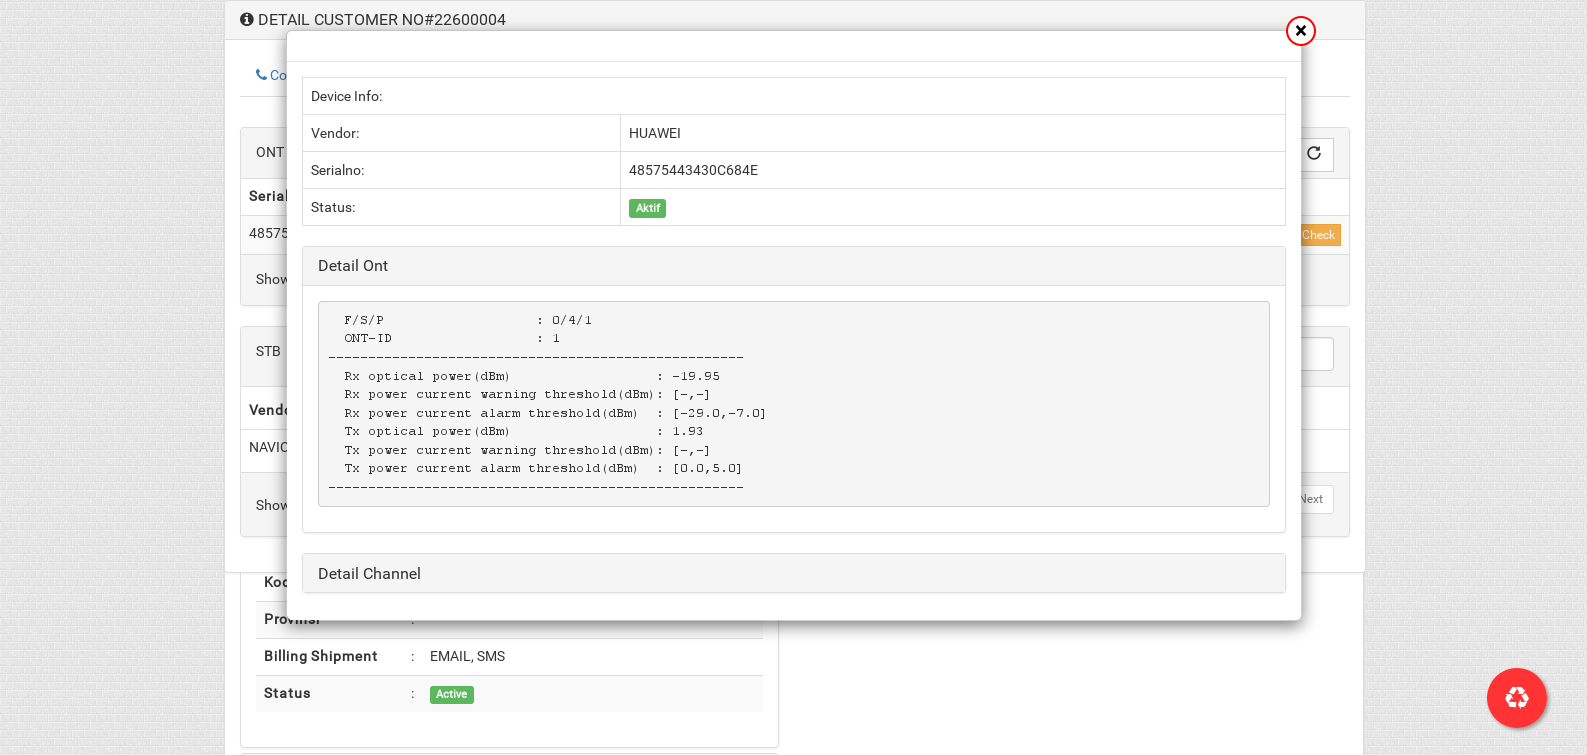 DETAIL CUSTOMER NO#22600004
Co
Device Info:
Vendor: HUAWEI
Serialno: 48575443430C684E
Status: Aktif
ONT
Serial
48575 Check
Show
Detail Ont
F/S/P : 0/4/1
ONT-ID : 1
----------------------------------------------------
Rx optical power(dBm) : -19.95
Rx power current warning threshold(dBm): [-,-]
Rx power current alarm threshold(dBm) : [-29.0,-7.0]
Tx optical power(dBm) : 1.93
Tx power current warning threshold(dBm): [-,-]
Tx power current alarm threshold(dBm) : [0.0,5.0]
----------------------------------------------------
STB
Vendo
NAVIC
Show Next
Detail Channel
Provinsi :
Billing Shipment : EMAIL, SMS
Status : Active